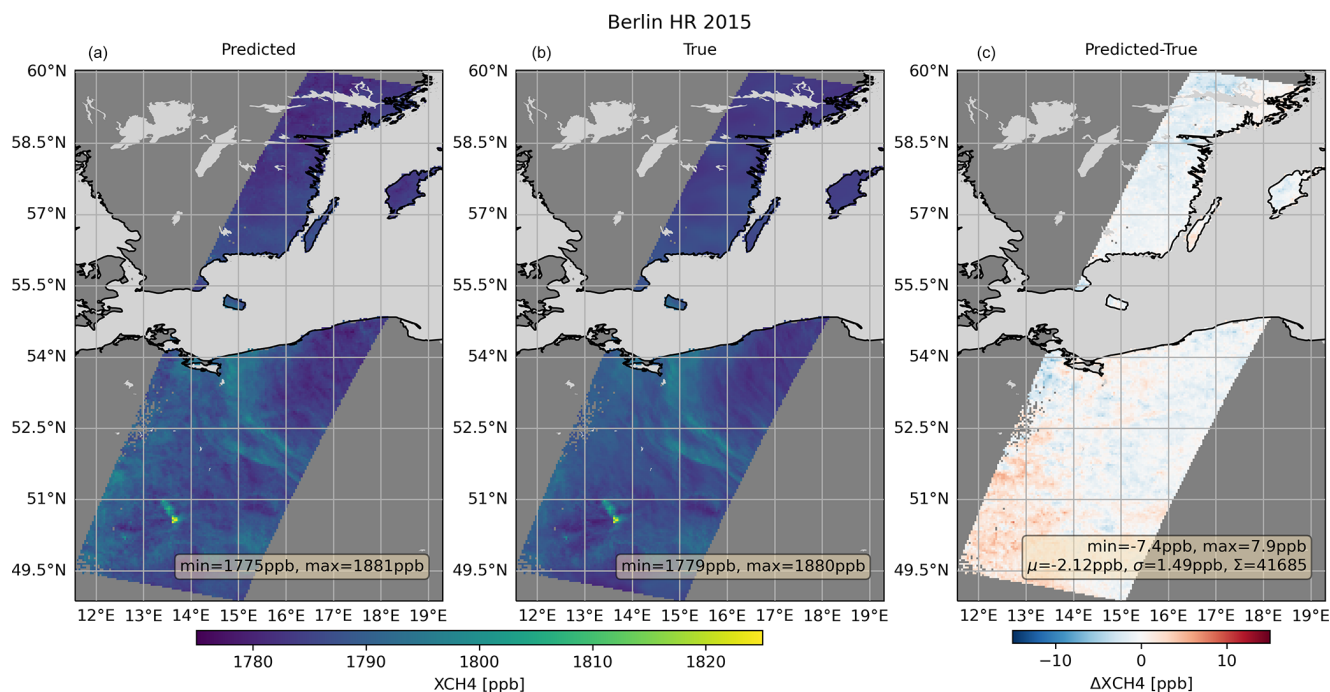 Berlin HR 2015
(a) Predicted
(b) True
(c) Predicted-True
60°N
58.5°N
57°N
55.5°N
54°N
52.5°N
51°N
49.5°N
min=1775ppb, max=1881ppb
12°E 13°E 14°E 15°E 16°E 17°E 18°E 19°E
60°N
58.5°N
57°N
55.5°N
54°N
52.5°N
51°N
49.5°N
min=1779ppb, max=1880ppb
12°E 13°E 14°E 15°E 16°E 17°E 18°E 19°E
60°N
58.5°N
57°N
55.5°N
54°N
52.5°N
51°N
49.5°N
min=-7.4ppb, max=7.9ppb
μ=-2.12ppb, σ=1.49ppb, Σ=41685
12°E 13°E 14°E 15°E 16°E 17°E 18°E 19°E
1780 1790 1800 1810 1820
XCH4 [ppb]
−10 0 10
ΔXCH4 [ppb]